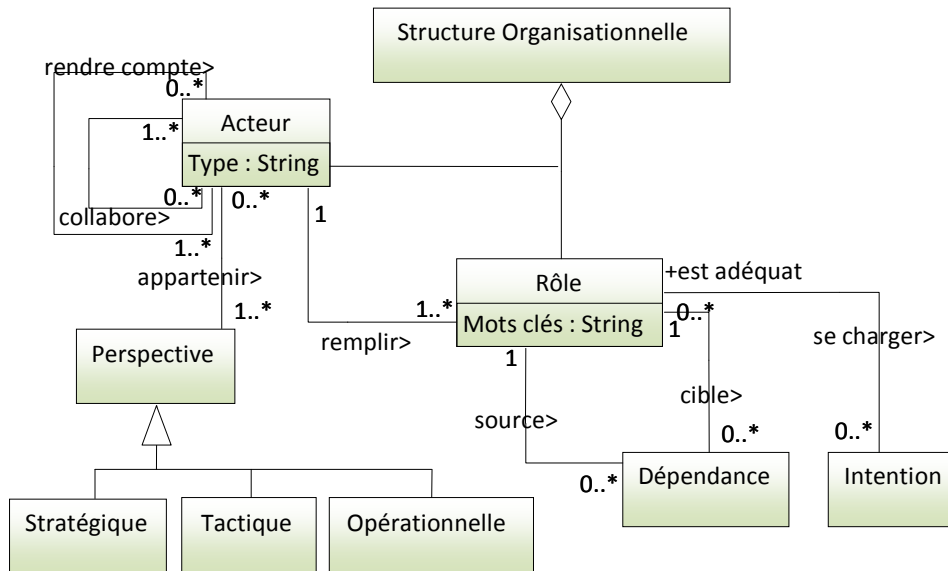 Structure Organisationnelle
rendre compte>
0..*
Acteur
1..*
Type : String
0..*
0..*
collabore>
1
1..*
appartenir>
+est adéquat
Rôle
1..*
1..*
Mots clés : String
0..*
1
remplir>
1
se charger>
Perspective
cible>
source>
0..*
0..*
Dépendance
Intention
0..*
Stratégique
Tactique
Opérationnelle